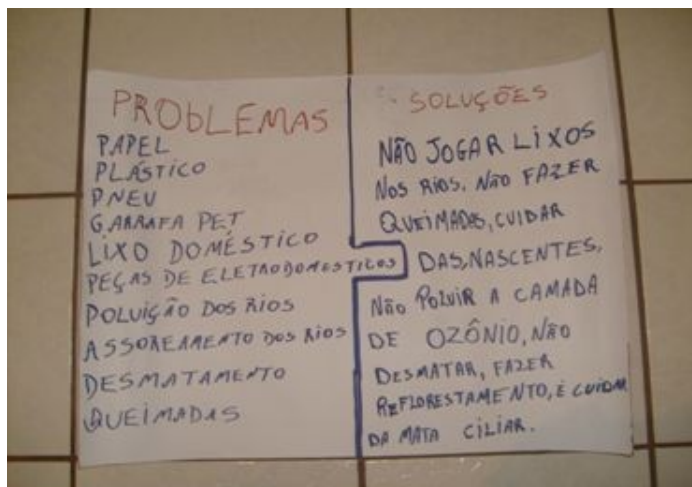 PROBLEMAS
PAPEL
PLÁSTICO
PNEU
GARRAFA PET
LIXO DOMÉSTICO
PEÇAS DE ELETRODOMESTICOS
POLUIÇÃO DOS RIOS
ASSOREAMENTO DOS RIOS
DESMATAMENTO
QUEIMADAS
SOLUÇÕES
NÃO JOGAR LIXOS
NOS RIOS, NÃO FAZER
QUEIMADAS, CUIDAR
DAS NASCENTES,
NÃO POLUIR A CAMADA
DE OZÔNIO, NÃO
DESMATAR, FAZER
REFLORESTAMENTO, E CUIDAR
DA MATA CILIAR.